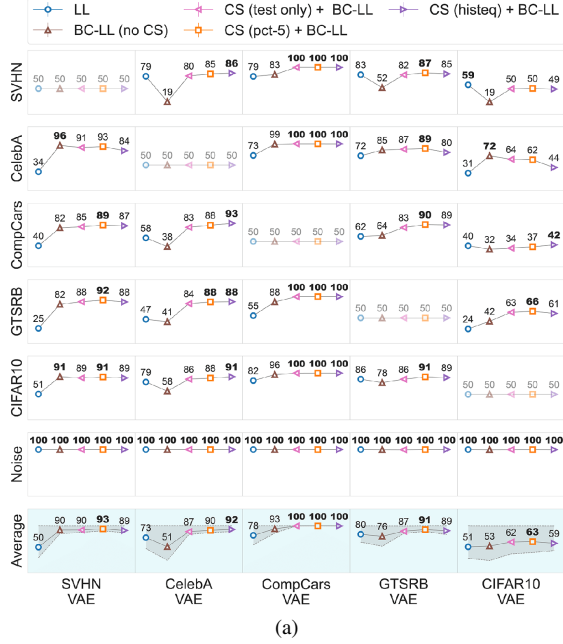 LL
CS (test only) + BC-LL
CS (histeq) + BC-LL
BC-LL (no CS)
CS (pct-5) + BC-LL
SVHN
50 50 50 50 50
79 19 80 85 86
79 83 100 100 100
83 52 82 87 85
59 19 50 50 49
CelebA
34 96 91 93 84
50 50 50 50 50
73 99 100 100 100
72 85 87 89 80
31 72 64 62 44
CompCars
40 82 85 89 87
58 38 83 88 93
50 50 50 50 50
62 64 83 90 89
40 32 34 37 42
GTSRB
25 82 88 92 88
47 41 84 88 88
55 88 100 100 100
50 50 50 50 50
24 42 63 66 61
CIFAR10
51 91 89 91 89
79 58 86 88 91
82 96 100 100 100
86 78 86 91 89
50 50 50 50 50
Noise
100 100 100 100 100
100 100 100 100 100
100 100 100 100 100
100 100 100 100 100
100 100 100 100 100
Average
50 90 90 93 89
73 51 87 90 92
78 93 100 100 100
80 76 87 91 89
51 53 62 63 59
SVHN
VAE
CelebA
VAE
CompCars
VAE
GTSRB
VAE
CIFAR10
VAE
(a)